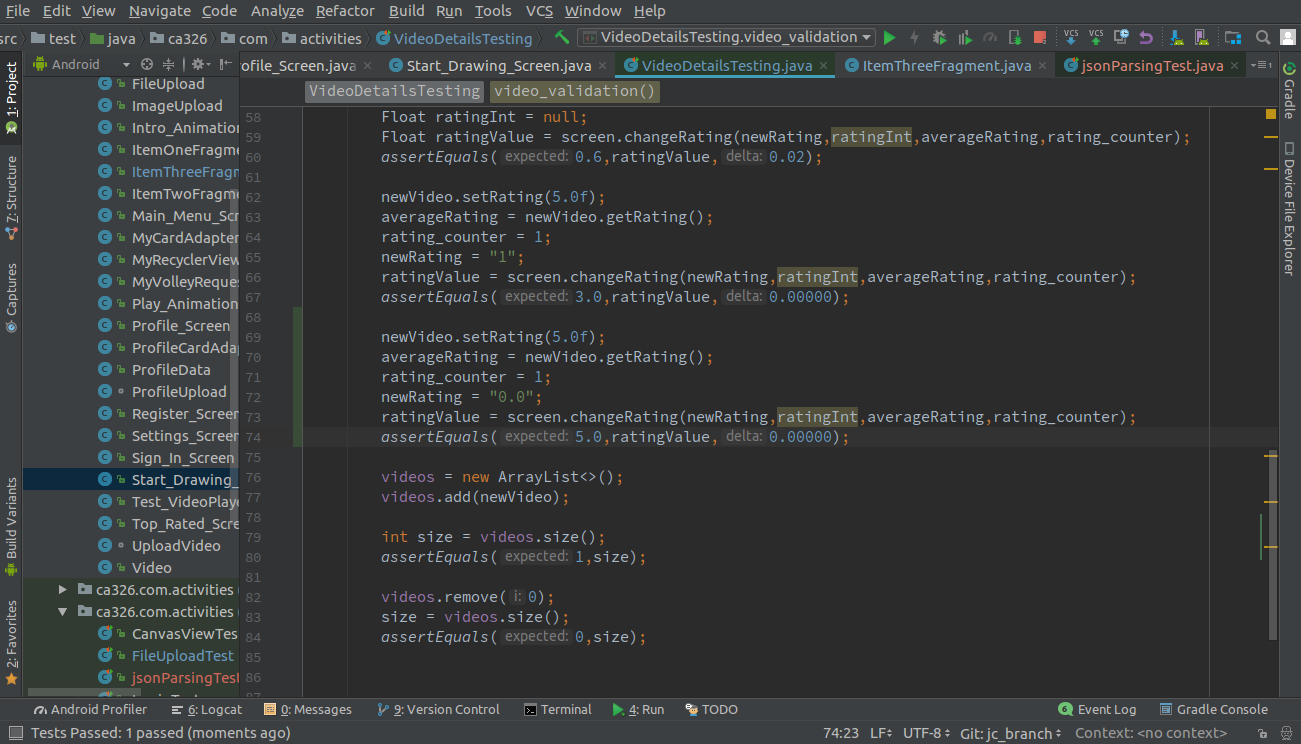 File Edit View Navigate Code Analyze Refactor Build Run Tools VCS Window Help
src test java ca326 com activities VideoDetailsTesting VideoDetailsTesting.video_validation VCS VCS
Android rofile_Screen.java Start_Drawing_Screen.java VideoDetailsTesting.java ItemThreeFragment.java jsonParsingTest.java
VideoDetailsTesting video_validation()
1: Project
7: Structure
Captures
Build Variants
2: Favorites
FileUpload
ImageUpload
Intro_Animation
ItemOneFragme
ItemThreeFragm
ItemTwoFragme
Main_Menu_Scr
MyCardAdapter
MyRecyclerView
MyVolleyReques
Play_Animation
Profile_Screen
ProfileCardAdap
ProfileData
ProfileUpload
Register_Screen
Settings_Screen
Sign_In_Screen
Start_Drawing_
Test_VideoPlaye
Top_Rated_Scre
UploadVideo
Video
ca326.com.activities
ca326.com.activities
CanvasViewTes
FileUploadTest
jsonParsingTest
58 Float ratingInt = null;
59 Float ratingValue = screen.changeRating(newRating,ratingInt,averageRating,rating_counter);
60 assertEquals( expected: 0.6,ratingValue, delta: 0.02);
61
62 newVideo.setRating(5.0f);
63 averageRating = newVideo.getRating();
64 rating_counter = 1;
65 newRating = "1";
66 ratingValue = screen.changeRating(newRating,ratingInt,averageRating,rating_counter);
67 assertEquals( expected: 3.0,ratingValue, delta: 0.00000);
68
69 newVideo.setRating(5.0f);
70 averageRating = newVideo.getRating();
71 rating_counter = 1;
72 newRating = "0.0";
73 ratingValue = screen.changeRating(newRating,ratingInt,averageRating,rating_counter);
74 assertEquals( expected: 5.0,ratingValue, delta: 0.00000);
75
76 videos = new ArrayList<>();
77 videos.add(newVideo);
78
79 int size = videos.size();
80 assertEquals( expected: 1,size);
81
82 videos.remove( i: 0);
83 size = videos.size();
84 assertEquals( expected: 0,size);
85
86
87
Gradle
Device File Explorer
Android Profiler 6: Logcat 0: Messages 9: Version Control Terminal 4: Run TODO 6 Event Log Gradle Console
Tests Passed: 1 passed (moments ago) 74:23 LF UTF-8 Git: jc_branch Context: <no context>